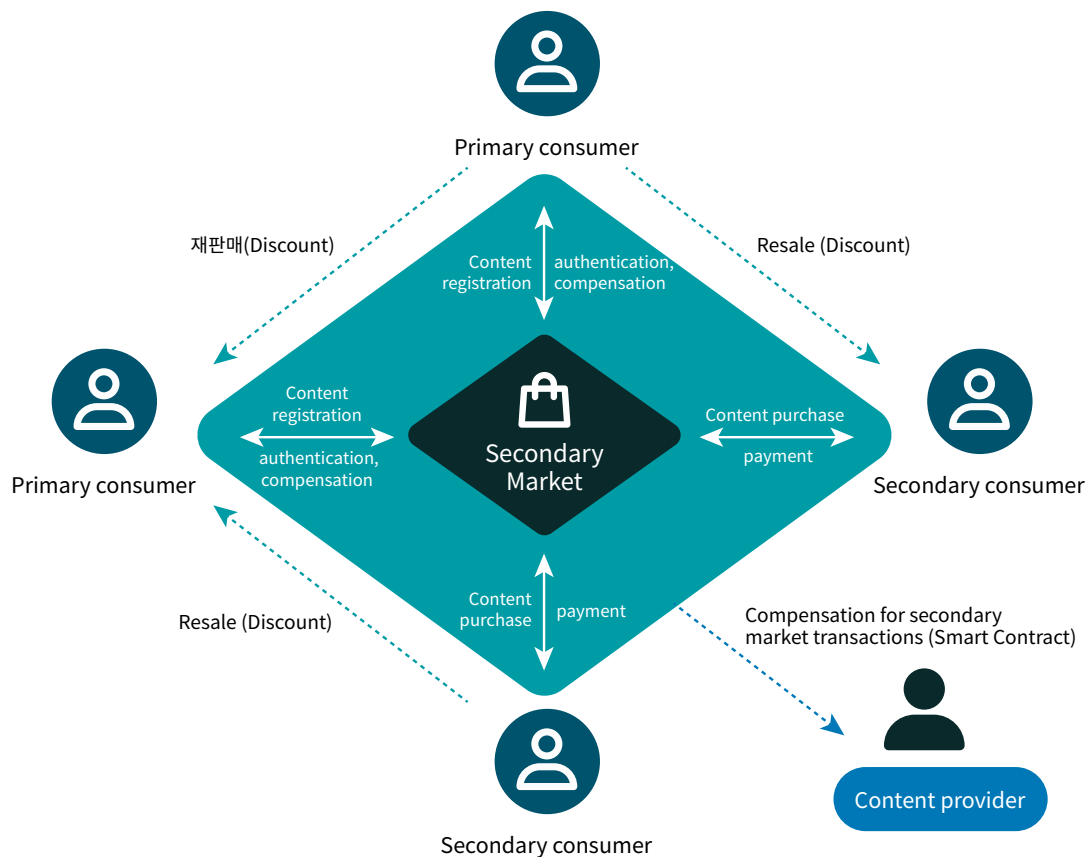 Primary consumer
재판매(Discount)
Resale (Discount)
Content
registration
authentication,
compensation
Content
registration
authentication,
compensation
Primary consumer
Secondary
Market
Content purchase
payment
Secondary consumer
Resale (Discount)
Content
purchase
payment
Compensation for secondary
market transactions (Smart Contract)
Content provider
Secondary consumer